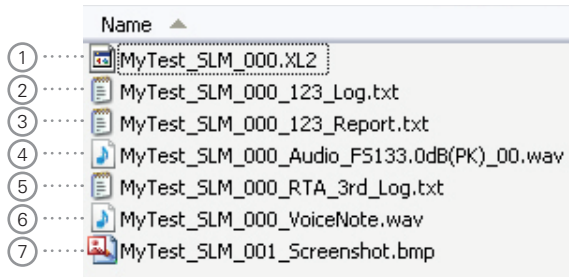 Name
1 MyTest_SLM_000.XL2
2 MyTest_SLM_000_123_Log.txt
3 MyTest_SLM_000_123_Report.txt
4 MyTest_SLM_000_Audio_FS133.0dB(PK)_00.wav
5 MyTest_SLM_000_RTA_3rd_Log.txt
6 MyTest_SLM_000_VoiceNote.wav
7 MyTest_SLM_001_Screenshot.bmp